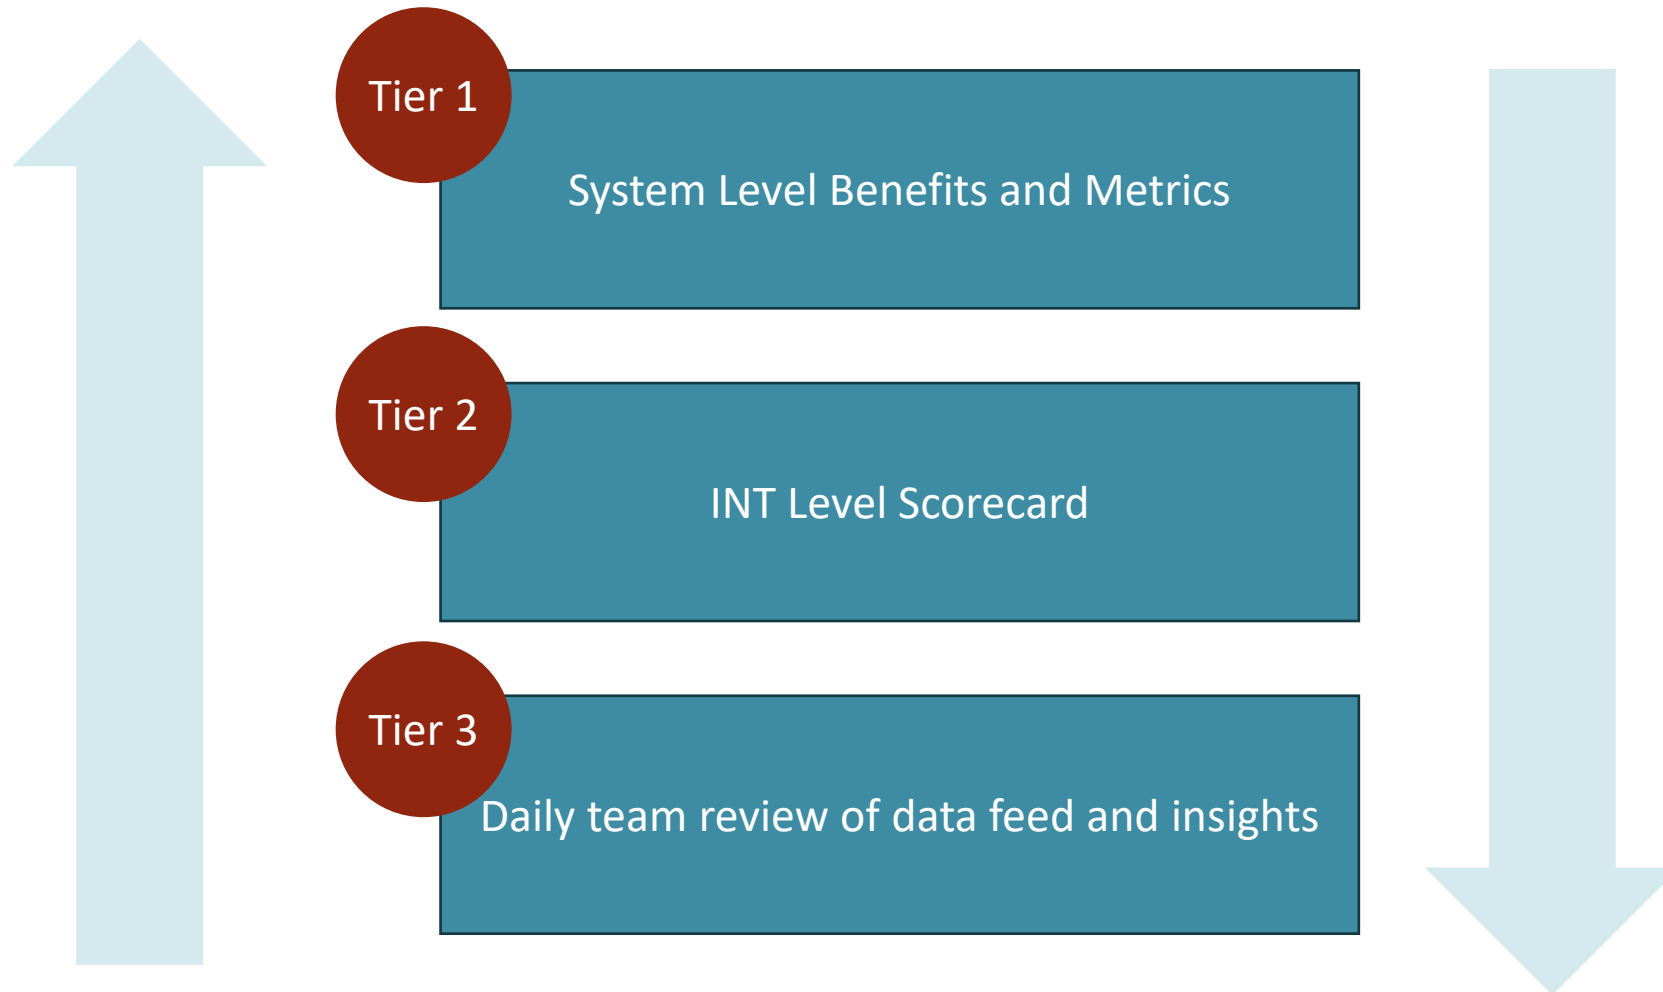 Tier 1
System Level Benefits and Metrics
Tier 2
INT Level Scorecard
Tier 3
Daily team review of data feed and insights